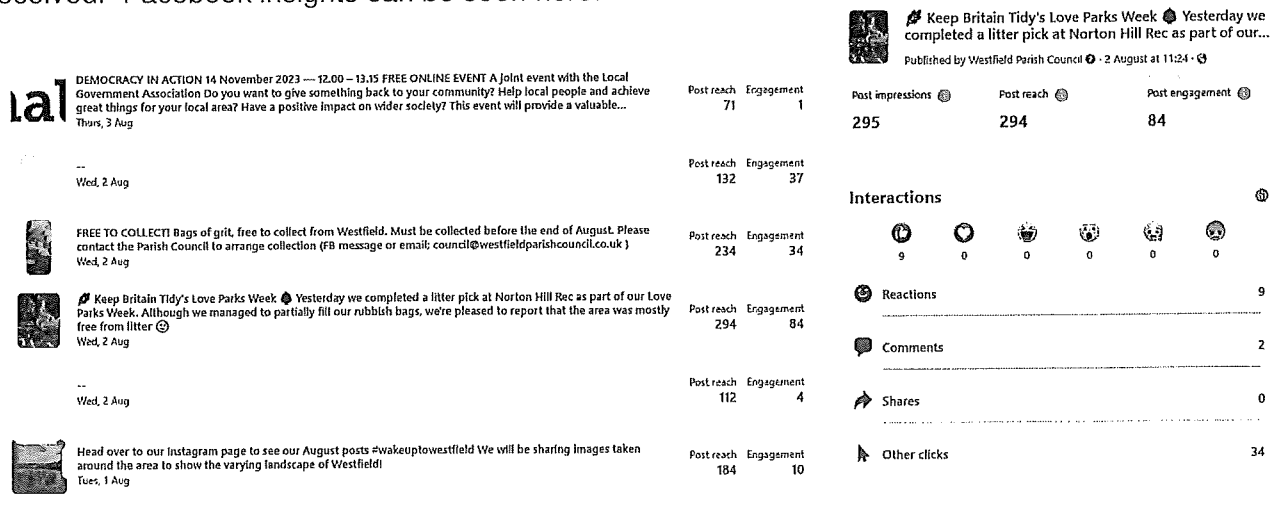 Facebook insights can be seen here.
al
DEMOCRACY IN ACTION 14 November 2023 — 12.00 – 13.15 FREE ONLINE EVENT A joint event with the Local
Government Association Do you want to give something back to your community? Help local people and achieve
great things for your local area? Have a positive impact on wider society? This event will provide a valuable...
Thurs, 3 Aug
Post reach Engagement
71 1
--
Wed, 2 Aug
Post reach Engagement
132 37
FREE TO COLLECT! Bags of grit, free to collect from Westfield. Must be collected before the end of August. Please
contact the Parish Council to arrange collection (FB message or email; council@westfieldparishcouncil.co.uk )
Wed, 2 Aug
Post reach Engagement
234 34
Keep Britain Tidy's Love Parks Week Yesterday we completed a litter pick at Norton Hill Rec as part of our Love
Parks Week. Although we managed to partially fill our rubbish bags, we're pleased to report that the area was mostly
free from litter
Wed, 2 Aug
Post reach Engagement
294 84
--
Wed, 2 Aug
Post reach Engagement
112 4
Head over to our Instagram page to see our August posts #wakeuptowestfield We will be sharing images taken
around the area to show the varying landscape of Westfield!
Tues, 1 Aug
Post reach Engagement
184 10
Keep Britain Tidy's Love Parks Week Yesterday we
completed a litter pick at Norton Hill Rec as part of our...
Published by Westfield Parish Council · 2 August at 11:24 ·
Post impressions Post reach Post engagement
295 294 84
Interactions
9 0 0 0 0 0
Reactions 9
Comments 2
Shares 0
Other clicks 34